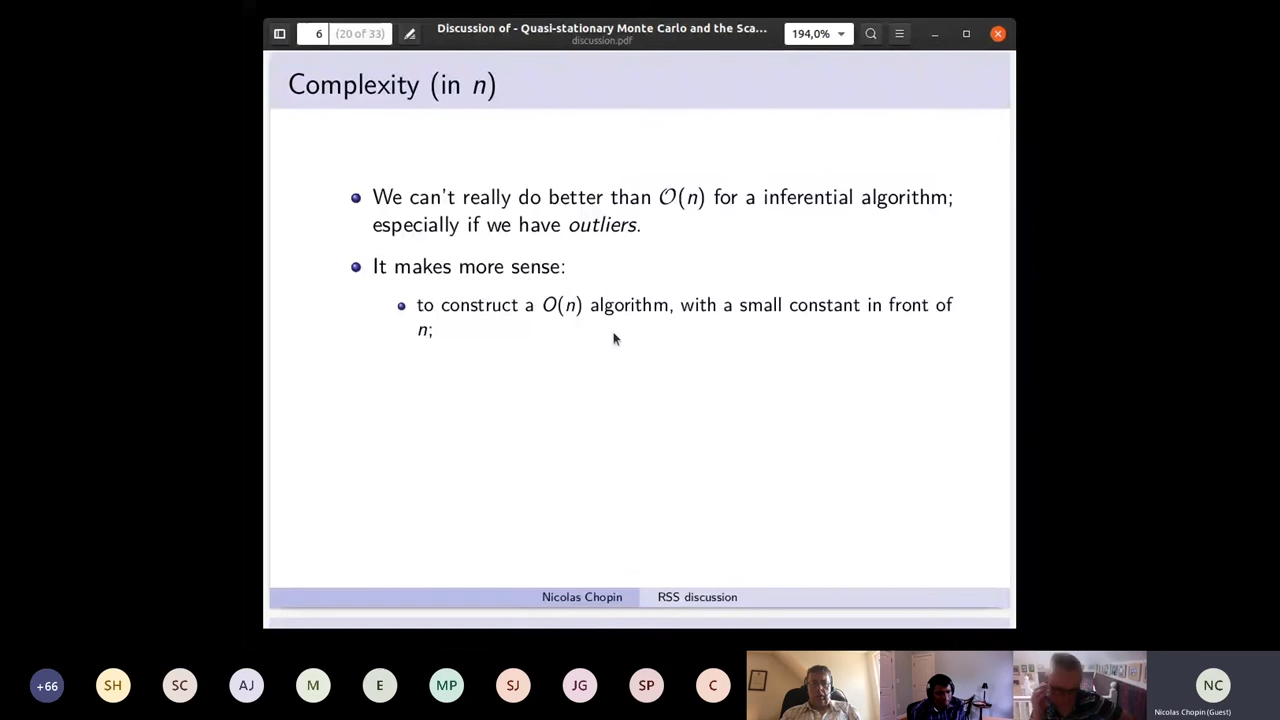 6
(20 of 33)
Discussion of - Quasi-stationary Monte Carlo and the Sca...
discussion.pdf
194,0%
Complexity (in n)
We can't really do better than O(n) for a inferential algorithm;
especially if we have outliers.
It makes more sense:
to construct a O(n) algorithm, with a small constant in front of
n;
Nicolas Chopin
RSS discussion
+66
SH
SC
AJ
M
E
MP
SJ
JG
SP
C
NC
Nicolas Chopin (Guest)